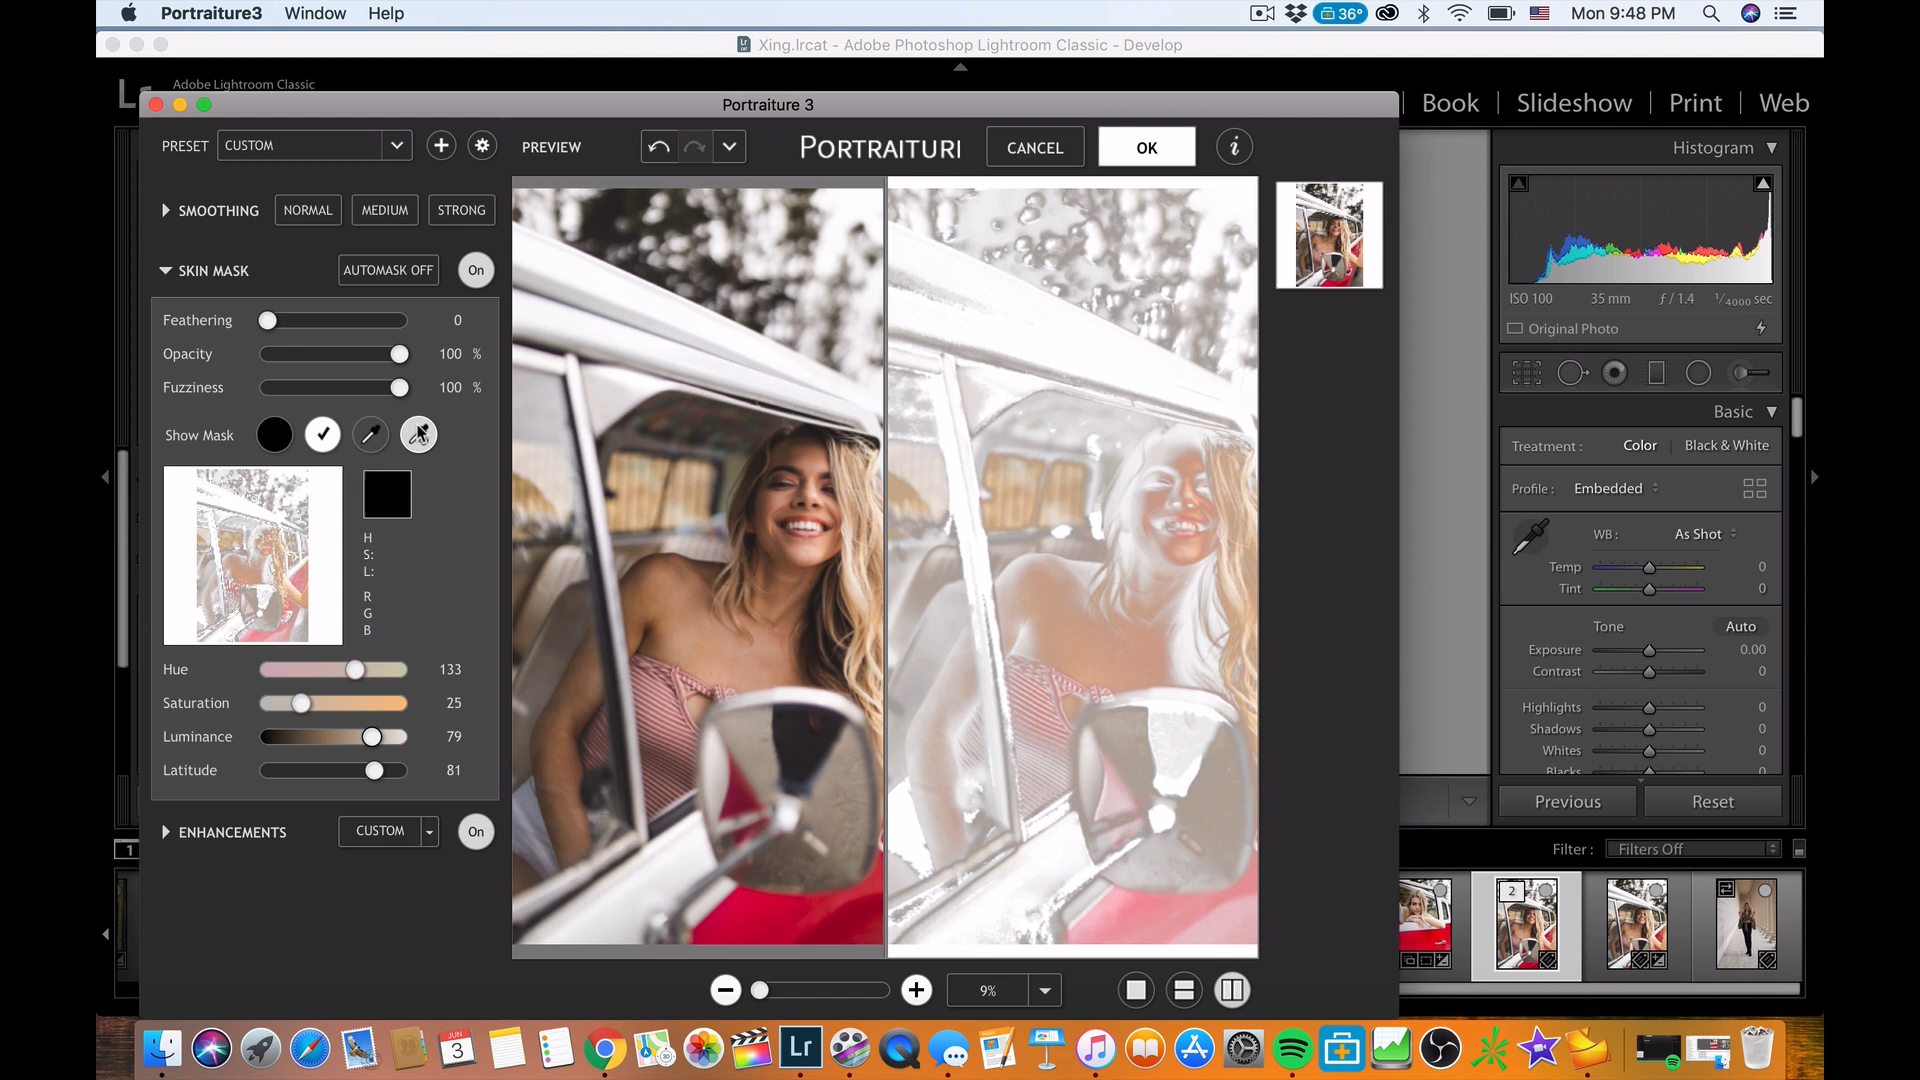 Portraiture3 Window Help
36° Mon 9:48 PM
Lr Xing.lrcat - Adobe Photoshop Lightroom Classic - Develop
Adobe Lightroom Classic
Portraiture 3
Book | Slideshow | Print | Web
PRESET CUSTOM PREVIEW PORTRAITURI CANCEL OK i
Histogram
SMOOTHING NORMAL MEDIUM STRONG
SKIN MASK AUTOMASK OFF On
ISO 100 35 mm ƒ / 1.4 1/4000 sec
Original Photo
Feathering 0
Opacity 100 %
Fuzziness 100 %
Show Mask
Basic
Treatment : Color | Black & White
Profile : Embedded
WB : As Shot
Temp 0
Tint 0
H
S:
L:
R
G
B
Tone Auto
Exposure 0.00
Contrast 0
Highlights 0
Shadows 0
Whites 0
Blacks
Hue 133
Saturation 25
Luminance 79
Latitude 81
Previous Reset
ENHANCEMENTS CUSTOM On
Filter : Filters Off
1
2
9%
JUN
3
Lr